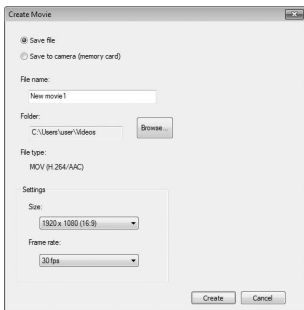 Create Movie
Save file
Save to camera (memory card)
File name:
New movie1
Folder:
C:\Users\user\Videos
Browse...
File type:
MOV (H.264/AAC)
Settings
Size:
1920 x 1080 (16:9)
Frame rate:
30 fps
Create
Cancel